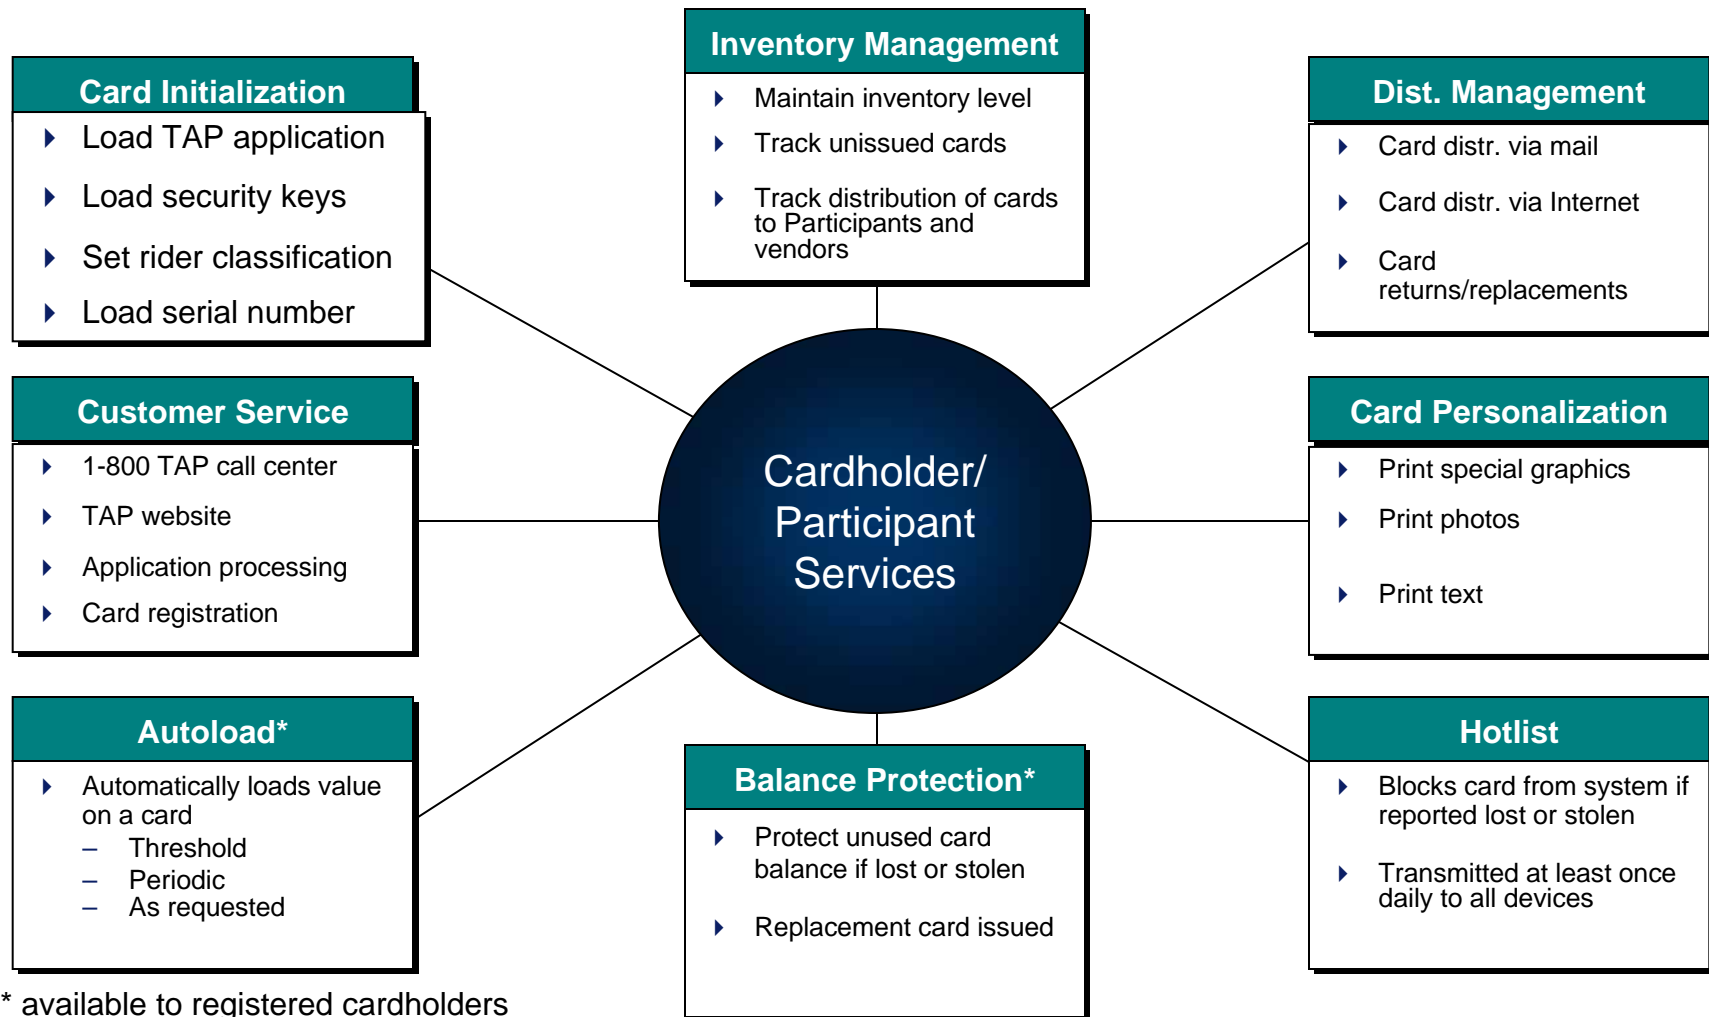 Inventory Management
Maintain inventory level
Track unissued cards
Track distribution of cards
to Participants and
vendors
Card Initialization
Load TAP application
Load security keys
Set rider classification
Load serial number
Dist. Management
Card distr. via mail
Card distr. via Internet
Card
returns/replacements
Customer Service
1-800 TAP call center
TAP website
Application processing
Card registration
Cardholder/
Participant
Services
Card Personalization
Print special graphics
Print photos
Print text
Autoload*
Automatically loads value
on a card
– Threshold
– Periodic
– As requested
Balance Protection*
Protect unused card
balance if lost or stolen
Replacement card issued
Hotlist
Blocks card from system if
reported lost or stolen
Transmitted at least once
daily to all devices
* available to registered cardholders